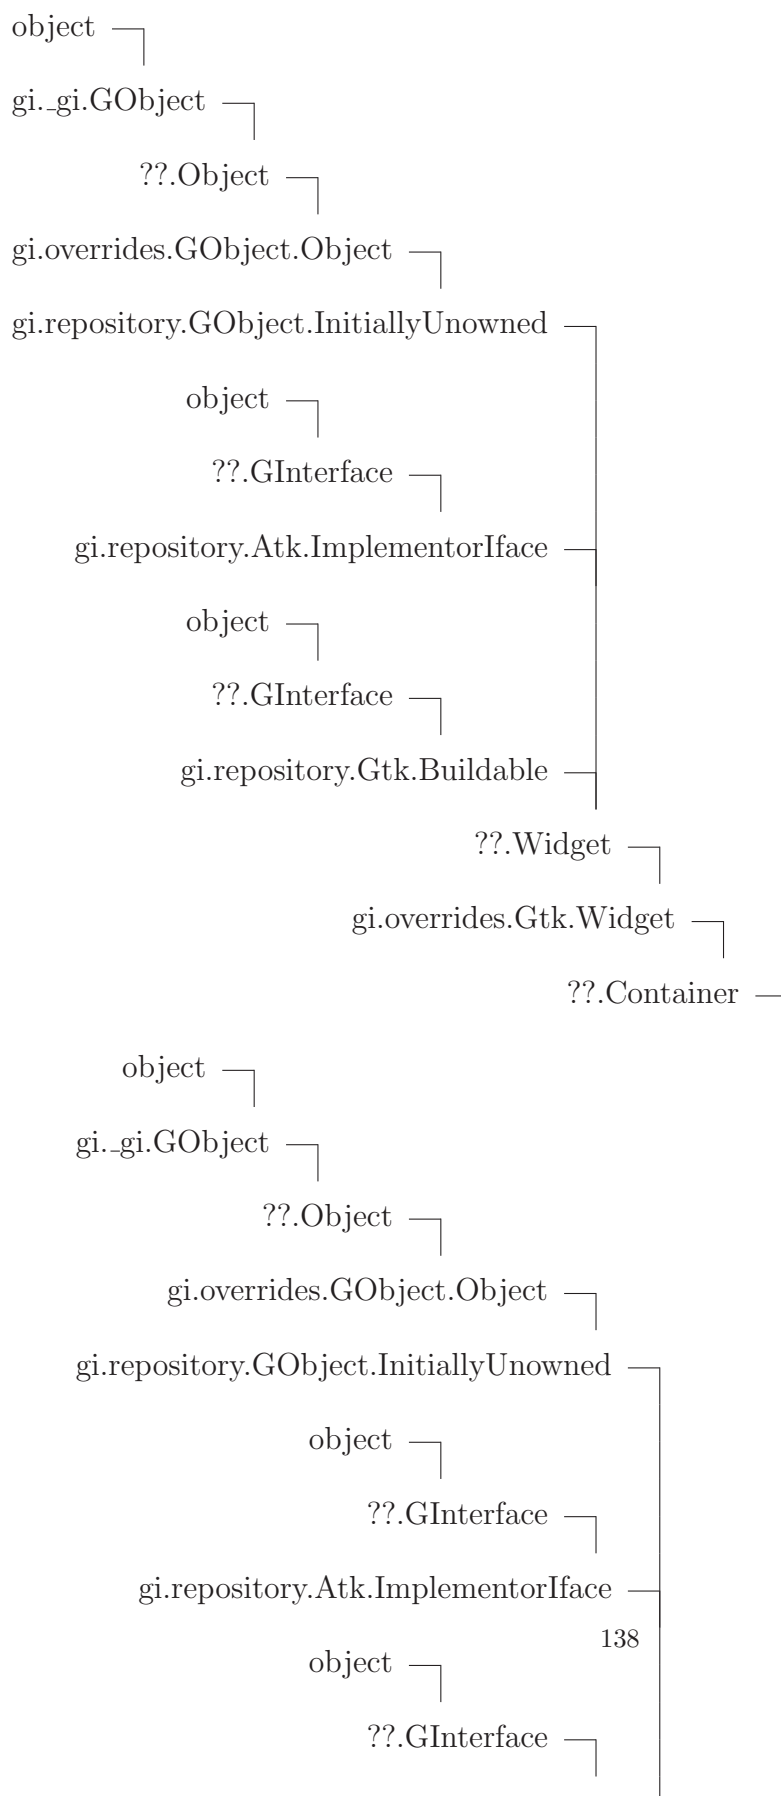 object
gi._gi.GObject
??.Object
gi.overrides.GObject.Object
gi.repository.GObject.InitiallyUnowned
object
??.GInterface
gi.repository.Atk.ImplementorIface
object
??.GInterface
gi.repository.Gtk.Buildable
??.Widget
gi.overrides.Gtk.Widget
??.Container
object
gi._gi.GObject
??.Object
gi.overrides.GObject.Object
gi.repository.GObject.InitiallyUnowned
object
??.GInterface
gi.repository.Atk.ImplementorIface
138
object
??.GInterface